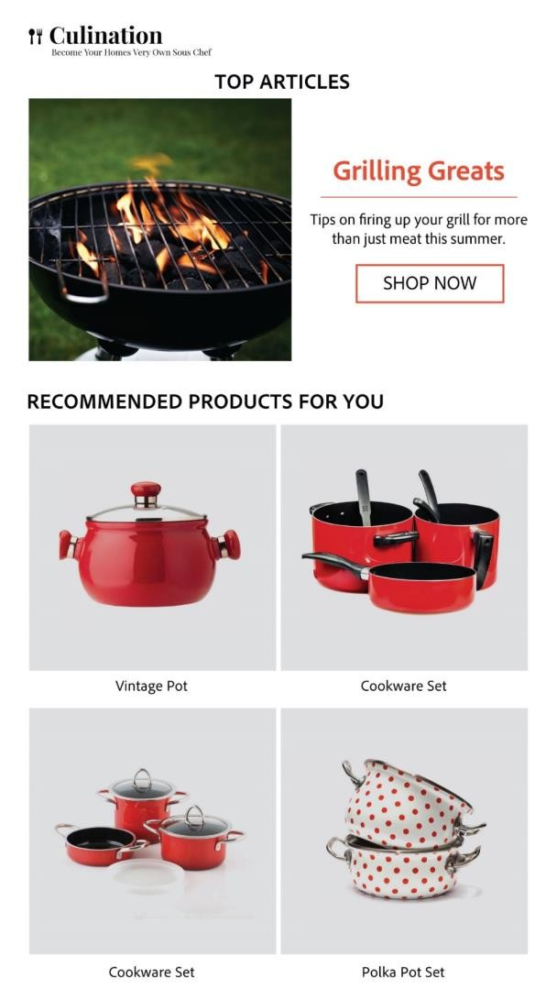 Culination
Become Your Homes Very Own Sous Chef
TOP ARTICLES
Grilling Greats
Tips on firing up your grill for more
than just meat this summer.
SHOP NOW
RECOMMENDED PRODUCTS FOR YOU
Vintage Pot
Cookware Set
Cookware Set
Polka Pot Set